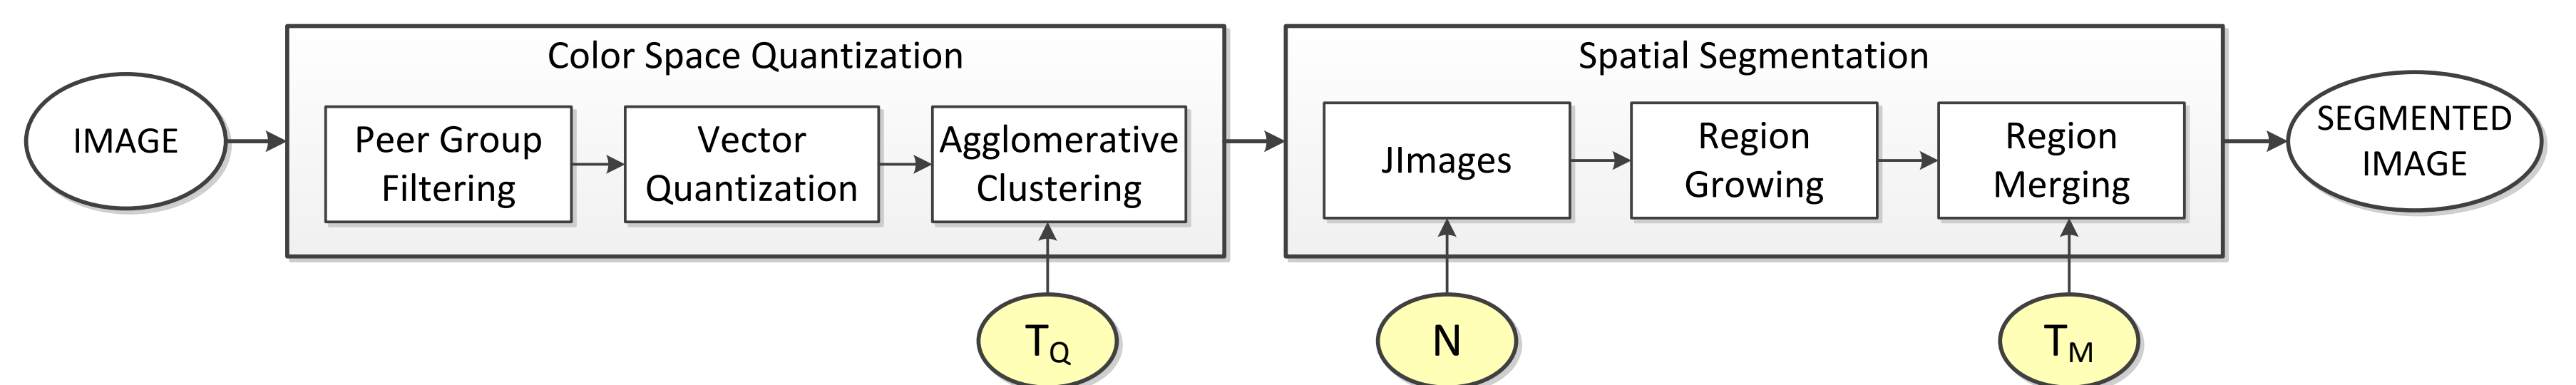 IMAGE
Color Space Quantization
Peer Group
Filtering
Vector
Quantization
Agglomerative
Clustering
TQ
Spatial Segmentation
JImages
Region
Growing
Region
Merging
N
TM
SEGMENTED
IMAGE